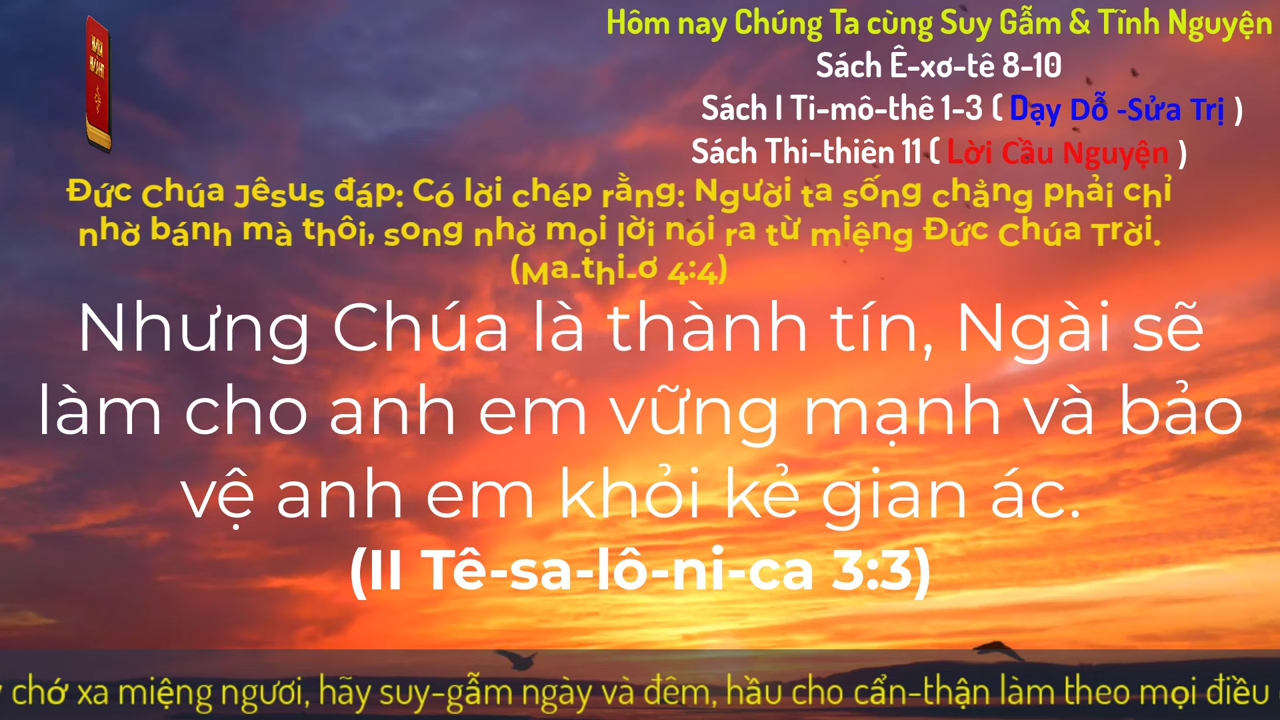 Hôm nay Chúng Ta cùng Suy Gẫm & Tĩnh Nguyện
Sách Ê-xơ-tê 8-10
Sách I Ti-mô-thê 1-3 ( Dạy Dỗ -Sửa Trị )
Sách Thi-thiên 11 ( Lời Cầu Nguyện )
Đức Chúa Jêsus đáp: Có lời chép rằng: Người ta sống chẳng phải chỉ
nhờ bánh mà thôi, song nhờ mọi lời nói ra từ miệng Đức Chúa Trời.
(Ma-thi-ơ 4:4)
Nhưng Chúa là thành tín, Ngài sẽ
làm cho anh em vững mạnh và bảo
vệ anh em khỏi kẻ gian ác.
(II Tê-sa-lô-ni-ca 3:3)
chớ xa miệng ngươi, hãy suy-gẫm ngày và đêm, hầu cho cẩn-thận làm theo mọi điều